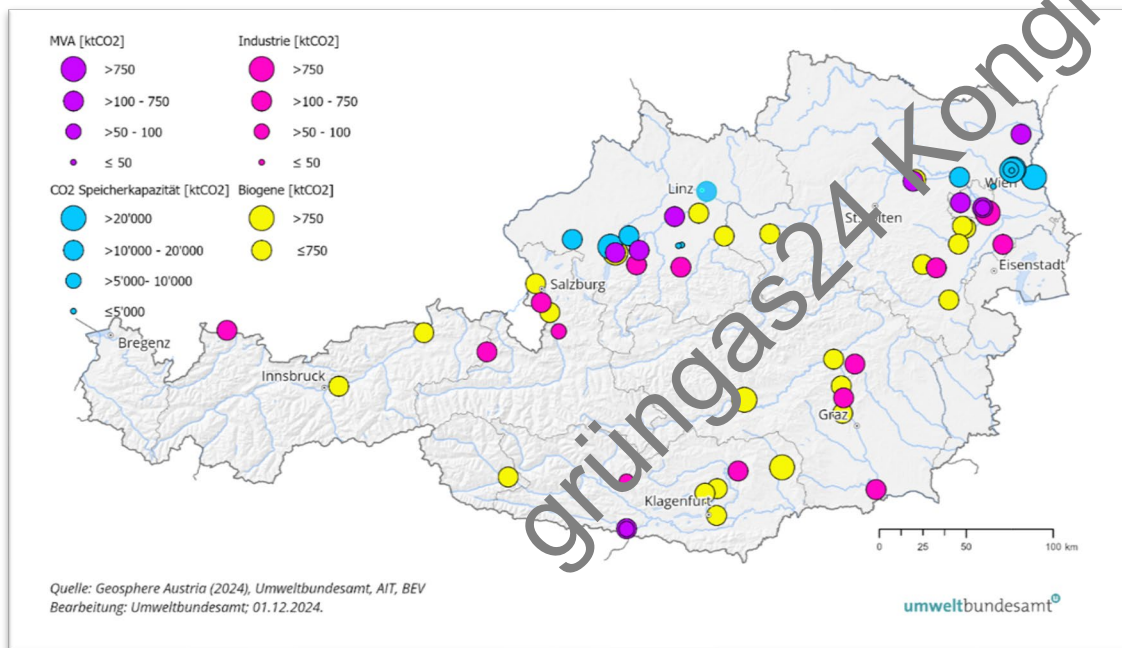 MVA [ktCO2]
>750
>100 - 750
>50 - 100
≤ 50
Industrie [ktCO2]
>750
>100 - 750
>50 - 100
≤ 50
CO2 Speicherkapazität [ktCO2]
>20'000
>10'000 - 20'000
>5'000- 10'000
≤5'000
Biogene [ktCO2]
>750
≤750
Linz
Wien
Eisenstadt
Salzburg
Bregenz
Innsbruck
Graz
Klagenfurt
0 25 50 100 km
grüngas24
Quelle: Geosphere Austria (2024), Umweltbundesamt, AIT, BEV
Bearbeitung: Umweltbundesamt; 01.12.2024.
umweltbundesamt